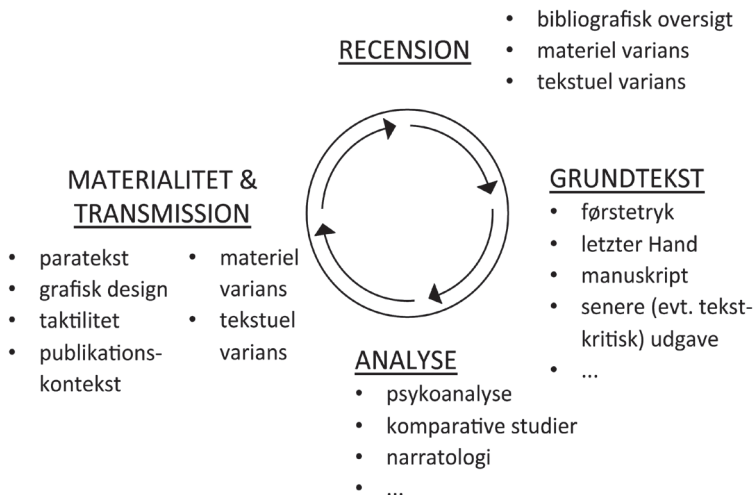 RECENSION
• bibliografisk oversigt
• materiel varians
• tekstuel varians
GRUNDTEKST
• førstetryk
• letzter Hand
• manuskript
• senere (evt. tekst-
kritisk) udgave
• ...
ANALYSE
• psykoanalyse
• komparative studier
• narratologi
• ...
MATERIALITET &
TRANSMISSION
• paratekst
• grafisk design
• taktilitet
• publikations-
kontekst
• materiel
varians
• tekstuel
varians